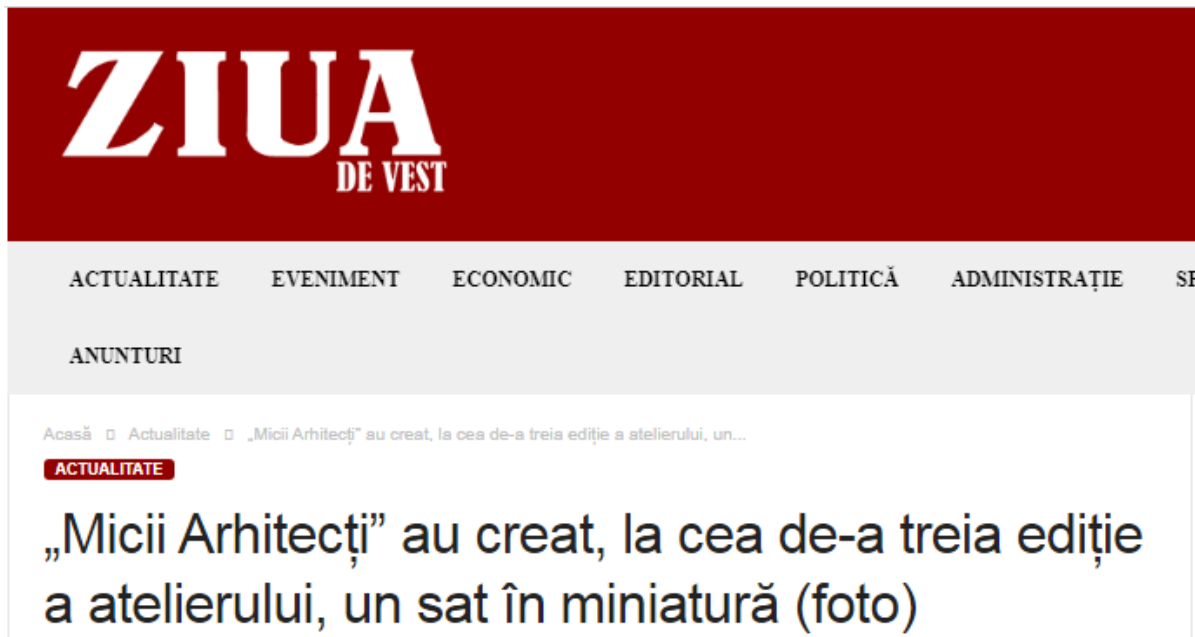 ZIUA
DE VEST
ACTUALITATE EVENIMENT ECONOMIC EDITORIAL POLITICĂ ADMINISTRAȚIE
ANUNTURI
Acasă Actualitate „Micii Arhitecți” au creat, la cea de-a treia ediție a atelierului, un...
ACTUALITATE
„Micii Arhitecți” au creat, la cea de-a treia ediție
a atelierului, un sat în miniatură (foto)